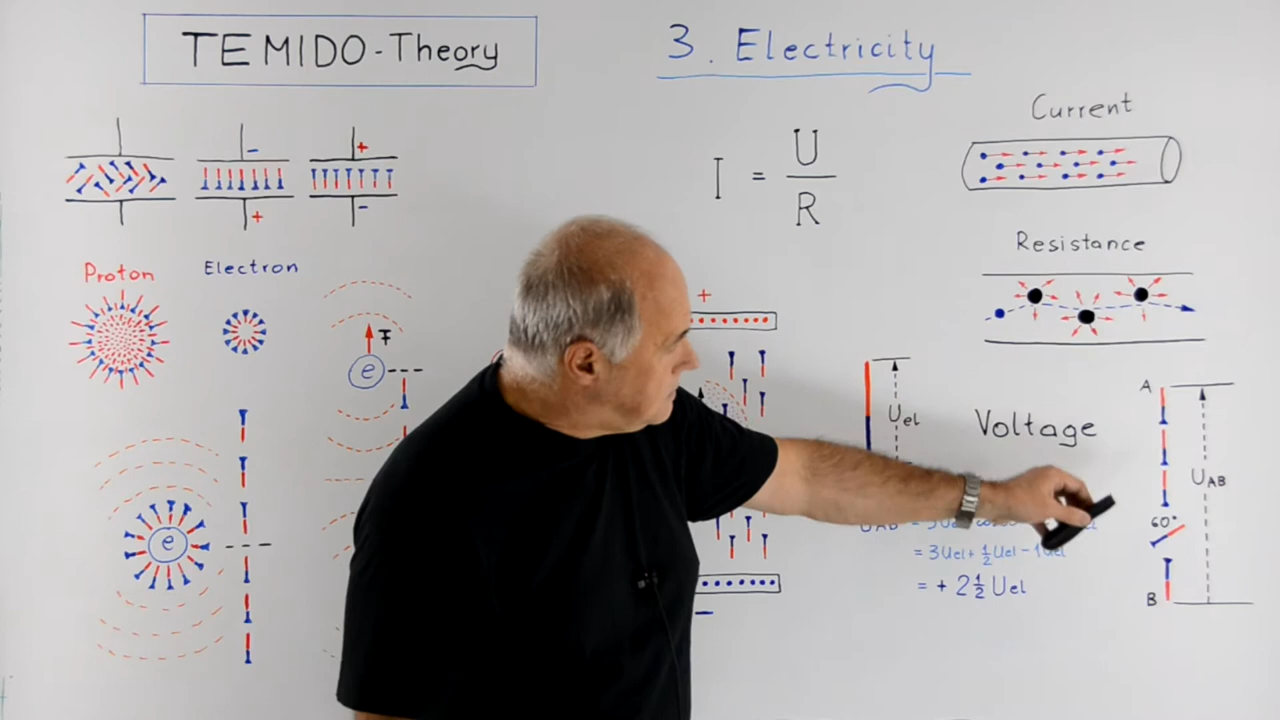 TEMIDO-Theory
3. Electricity
I = U / R
Current
Resistance
Proton
Electron
F
e
e
Uel
Voltage
A
UAB
60°
B
UAB
= 3Uel + ½Uel - 1Uel
= + 2½ Uel